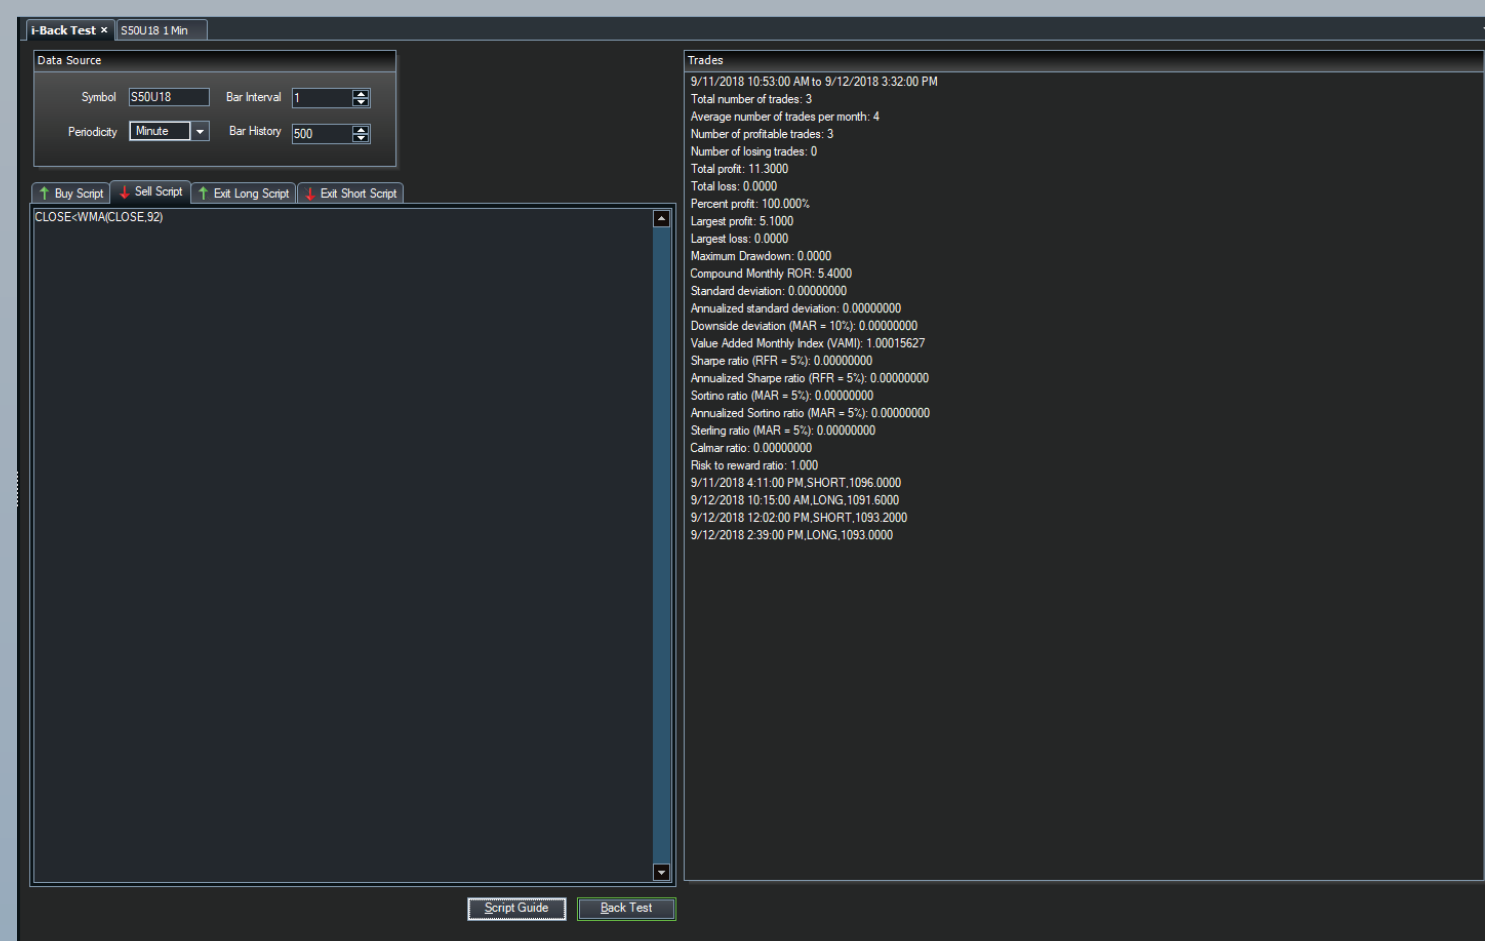 i-Back Test × S50U18 1 Min
Data Source
Symbol S50U18 Bar Interval 1
Periodicity Minute Bar History 500
Buy Script Sell Script Exit Long Script Exit Short Script
CLOSE<WMA(CLOSE,92)
Script Guide Back Test
Trades
9/11/2018 10:53:00 AM to 9/12/2018 3:32:00 PM
Total number of trades: 3
Average number of trades per month: 4
Number of profitable trades: 3
Number of losing trades: 0
Total profit: 11.3000
Total loss: 0.0000
Percent profit: 100.000%
Largest profit: 5.1000
Largest loss: 0.0000
Maximum Drawdown: 0.0000
Compound Monthly ROR: 5.4000
Standard deviation: 0.00000000
Annualized standard deviation: 0.00000000
Downside deviation (MAR = 10%): 0.00000000
Value Added Monthly Index (VAMI): 1.00015627
Sharpe ratio (RFR = 5%): 0.00000000
Annualized Sharpe ratio (RFR = 5%): 0.00000000
Sortino ratio (MAR = 5%): 0.00000000
Annualized Sortino ratio (MAR = 5%): 0.00000000
Sterling ratio (MAR = 5%): 0.00000000
Calmar ratio: 0.00000000
Risk to reward ratio: 1.000
9/11/2018 4:11:00 PM,SHORT,1096.0000
9/12/2018 10:15:00 AM,LONG,1091.6000
9/12/2018 12:02:00 PM,SHORT,1093.2000
9/12/2018 2:39:00 PM,LONG,1093.0000